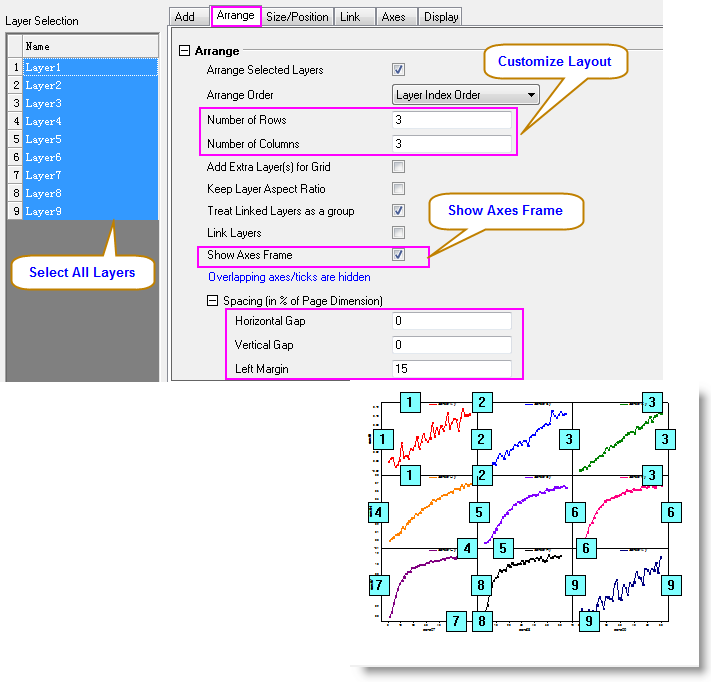 Layer Selection
Name
1 Layer1
2 Layer2
3 Layer3
4 Layer4
5 Layer5
6 Layer6
7 Layer7
8 Layer8
9 Layer9
Select All Layers
Add Arrange Size/Position Link Axes Display
Arrange
Arrange Selected Layers
Arrange Order Layer Index Order
Number of Rows 3
Number of Columns 3
Add Extra Layer(s) for Grid
Keep Layer Aspect Ratio
Treat Linked Layers as a group
Link Layers
Show Axes Frame
Overlapping axes/ticks are hidden
Spacing (in % of Page Dimension)
Horizontal Gap 0
Vertical Gap 0
Left Margin 15
Customize Layout
Show Axes Frame
1 2 3
1 2 3 3
1 2 3
14 5 6 6
4 5 6
17 8 9 9
7 8 9